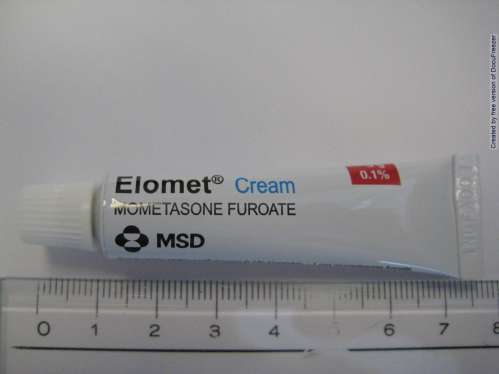 Elomet® Cream
0.1%
MOMETASONE FUROATE
MSD
0 1 2 3 4 5 6 7 8
Created by free version of DocuFreezer